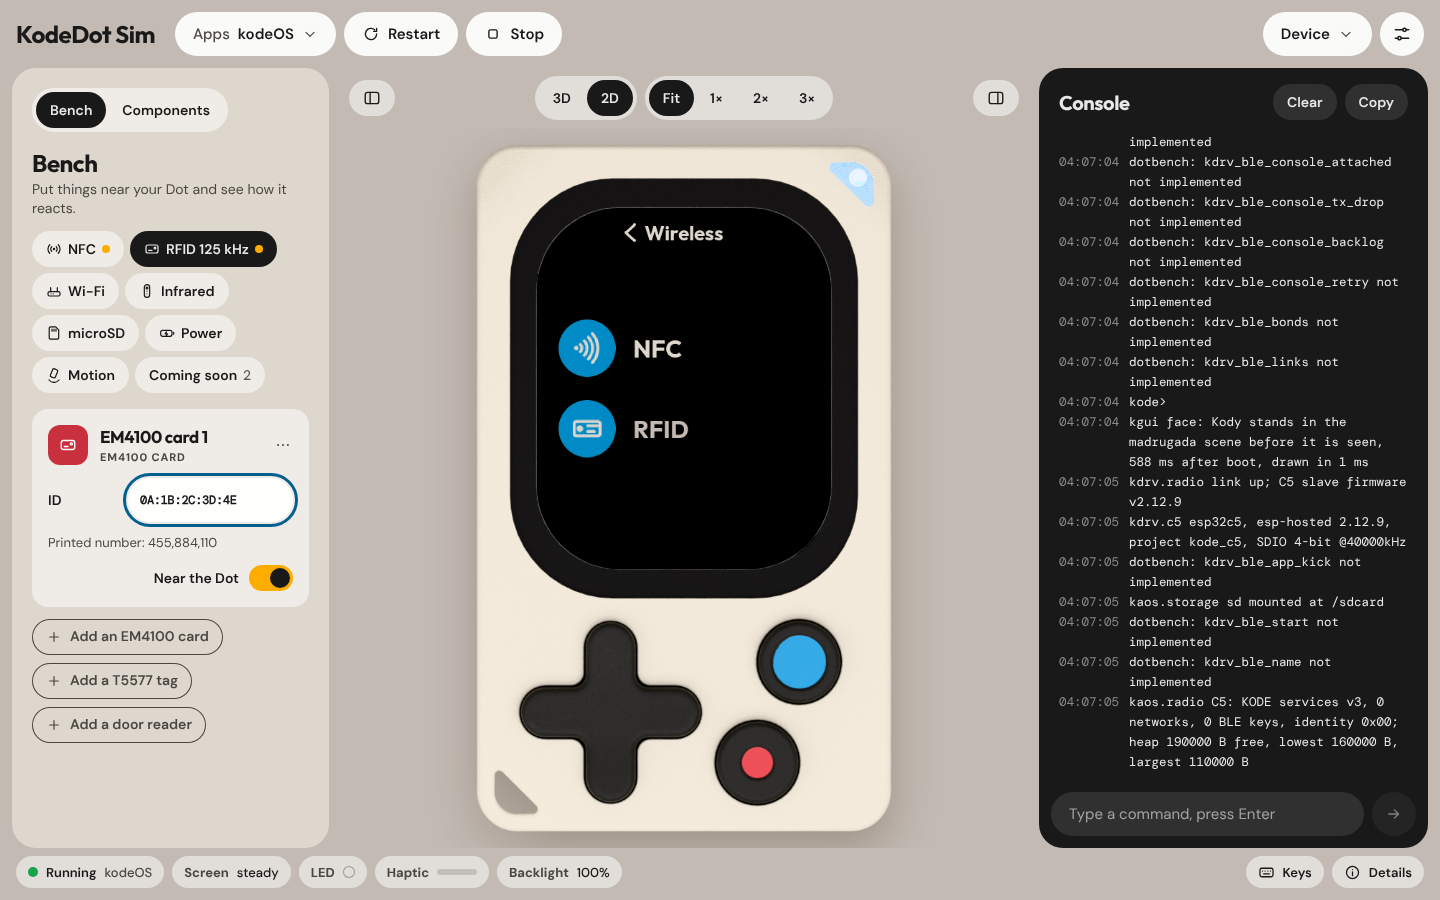 KodeDot Sim
Apps kodeOS
Restart
Stop
Device
Bench
Components
Bench
Put things near your Dot and see how it
reacts.
NFC
RFID 125 kHz
Wi-Fi
Infrared
microSD
Power
Motion
Coming soon 2
EM4100 card 1
EM4100 CARD
ID
0A:1B:2C:3D:4E
Printed number: 455,884,110
Near the Dot
Add an EM4100 card
Add a T5577 tag
Add a door reader
3D
2D
Fit
1×
2×
3×
Wireless
NFC
RFID
Console
Clear
Copy
implemented
04:07:04 dotbench: kdrv_ble_console_attached
not implemented
04:07:04 dotbench: kdrv_ble_console_tx_drop
not implemented
04:07:04 dotbench: kdrv_ble_console_backlog
not implemented
04:07:04 dotbench: kdrv_ble_console_retry not
implemented
04:07:04 dotbench: kdrv_ble_bonds not
implemented
04:07:04 dotbench: kdrv_ble_links not
implemented
04:07:04 kode>
04:07:04 kgui face: Kody stands in the
madrugada scene before it is seen,
588 ms after boot, drawn in 1 ms
04:07:05 kdrv.radio link up; C5 slave firmware
v2.12.9
04:07:05 kdrv.c5 esp32c5, esp-hosted 2.12.9,
project kode_c5, SDIO 4-bit @40000kHz
04:07:05 dotbench: kdrv_ble_app_kick not
implemented
04:07:05 kaos.storage sd mounted at /sdcard
04:07:05 dotbench: kdrv_ble_start not
implemented
04:07:05 dotbench: kdrv_ble_name not
implemented
04:07:05 kaos.radio C5: KODE services v3, 0
networks, 0 BLE keys, identity 0x00;
heap 190000 B free, lowest 160000 B,
largest 110000 B
Type a command, press Enter
Running kodeOS
Screen steady
LED
Haptic
Backlight 100%
Keys
Details